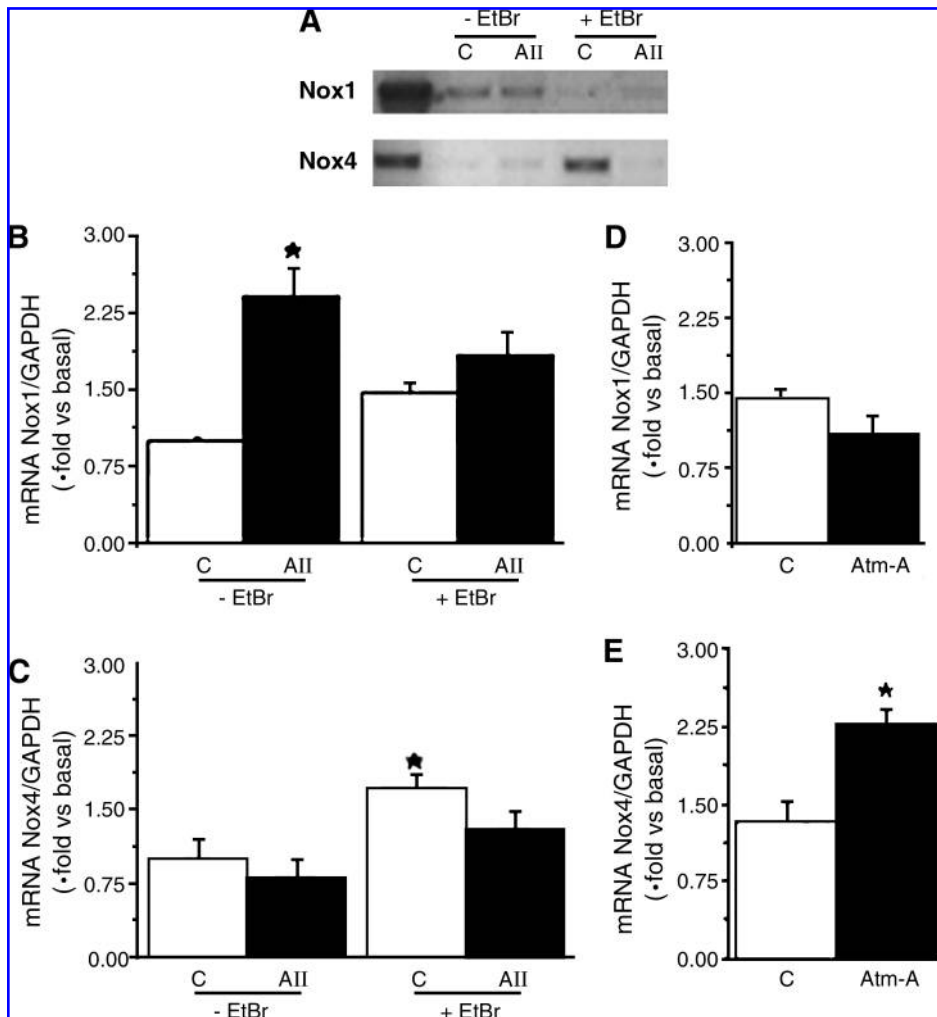 A
- EtBr + EtBr
C AII C AII
Nox1
Nox4
B
mRNA Nox1/GAPDH
(•fold vs basal)
3.00
2.25
1.50
0.75
0.00
C AII C AII
- EtBr + EtBr
D
mRNA Nox1/GAPDH
(•fold vs basal)
3.00
2.25
1.50
0.75
0.00
C Atm-A
C
mRNA Nox4/GAPDH
(•fold vs basal)
3.00
2.25
1.50
0.75
0.00
C AII C AII
- EtBr + EtBr
E
mRNA Nox4/GAPDH
(•fold vs basal)
3.00
2.25
1.50
0.75
0.00
C Atm-A